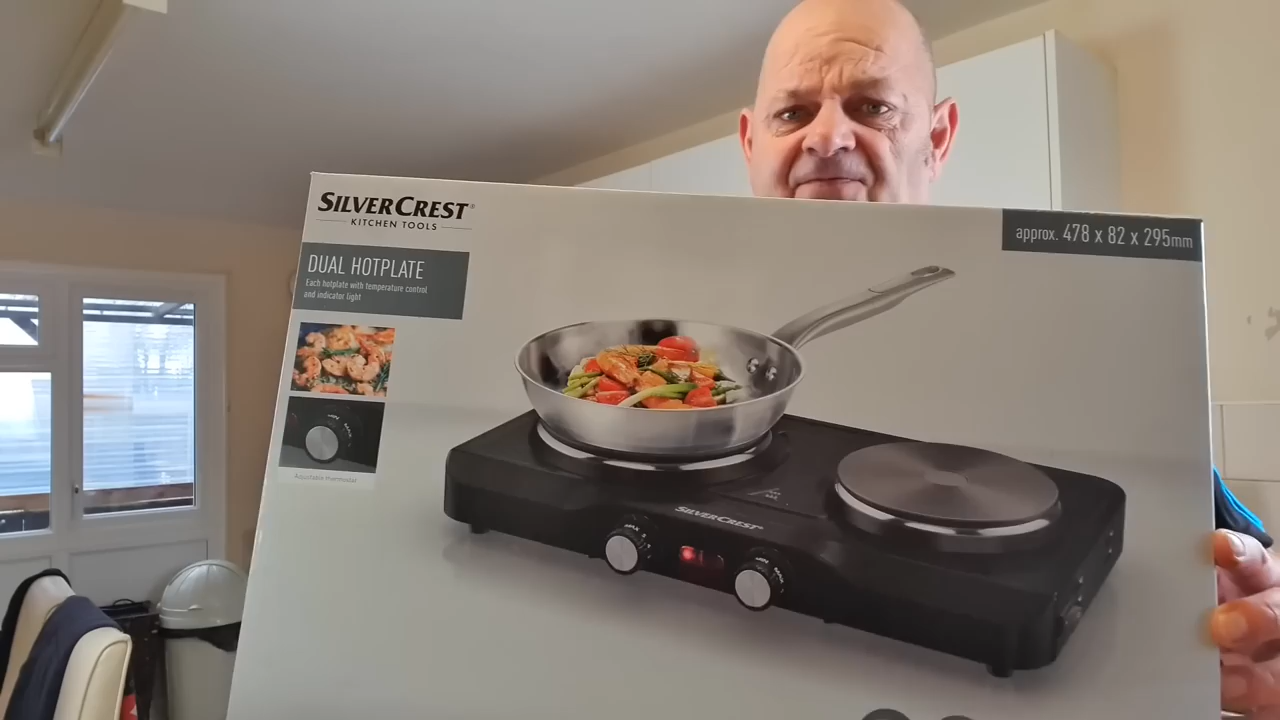 SILVERCREST®
KITCHEN TOOLS
approx. 478 x 82 x 295mm
DUAL HOTPLATE
Each hotplate with temperature control
and indicator light
Adjustable thermostat
SILVERCREST®